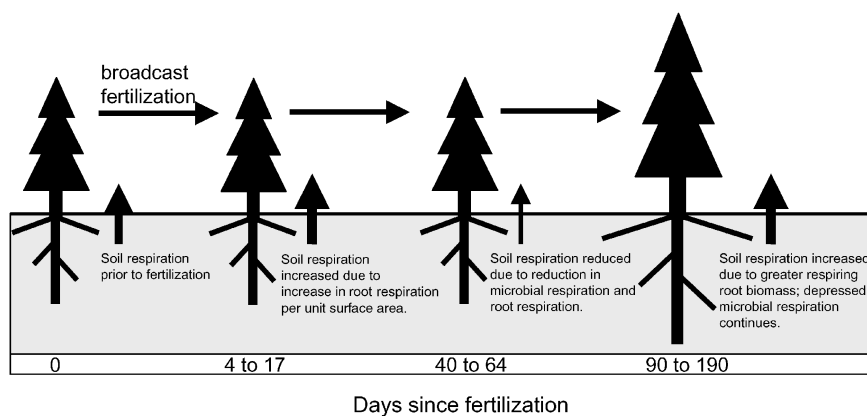 broadcast
fertilization
Soil respiration
prior to fertilization
Soil respiration
increased due to
increase in root respiration
per unit surface area.
Soil respiration reduced
due to reduction in
microbial respiration and
root respiration.
Soil respiration increased
due to greater respiring
root biomass; depressed
microbial respiration
continues.
0
4 to 17
40 to 64
90 to 190
Days since fertilization